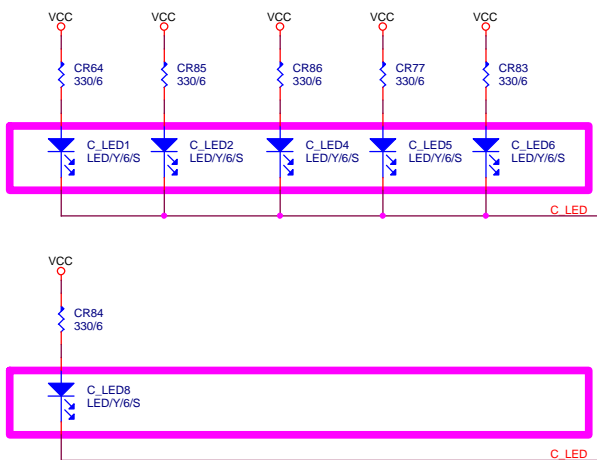 VCC VCC VCC VCC VCC
CR64 CR85 CR86 CR77 CR83
330/6 330/6 330/6 330/6 330/6
C_LED1 C_LED2 C_LED4 C_LED5 C_LED6
LED/Y/6/S LED/Y/6/S LED/Y/6/S LED/Y/6/S LED/Y/6/S
C_LED
VCC
CR84
330/6
C_LED8
LED/Y/6/S
C_LED